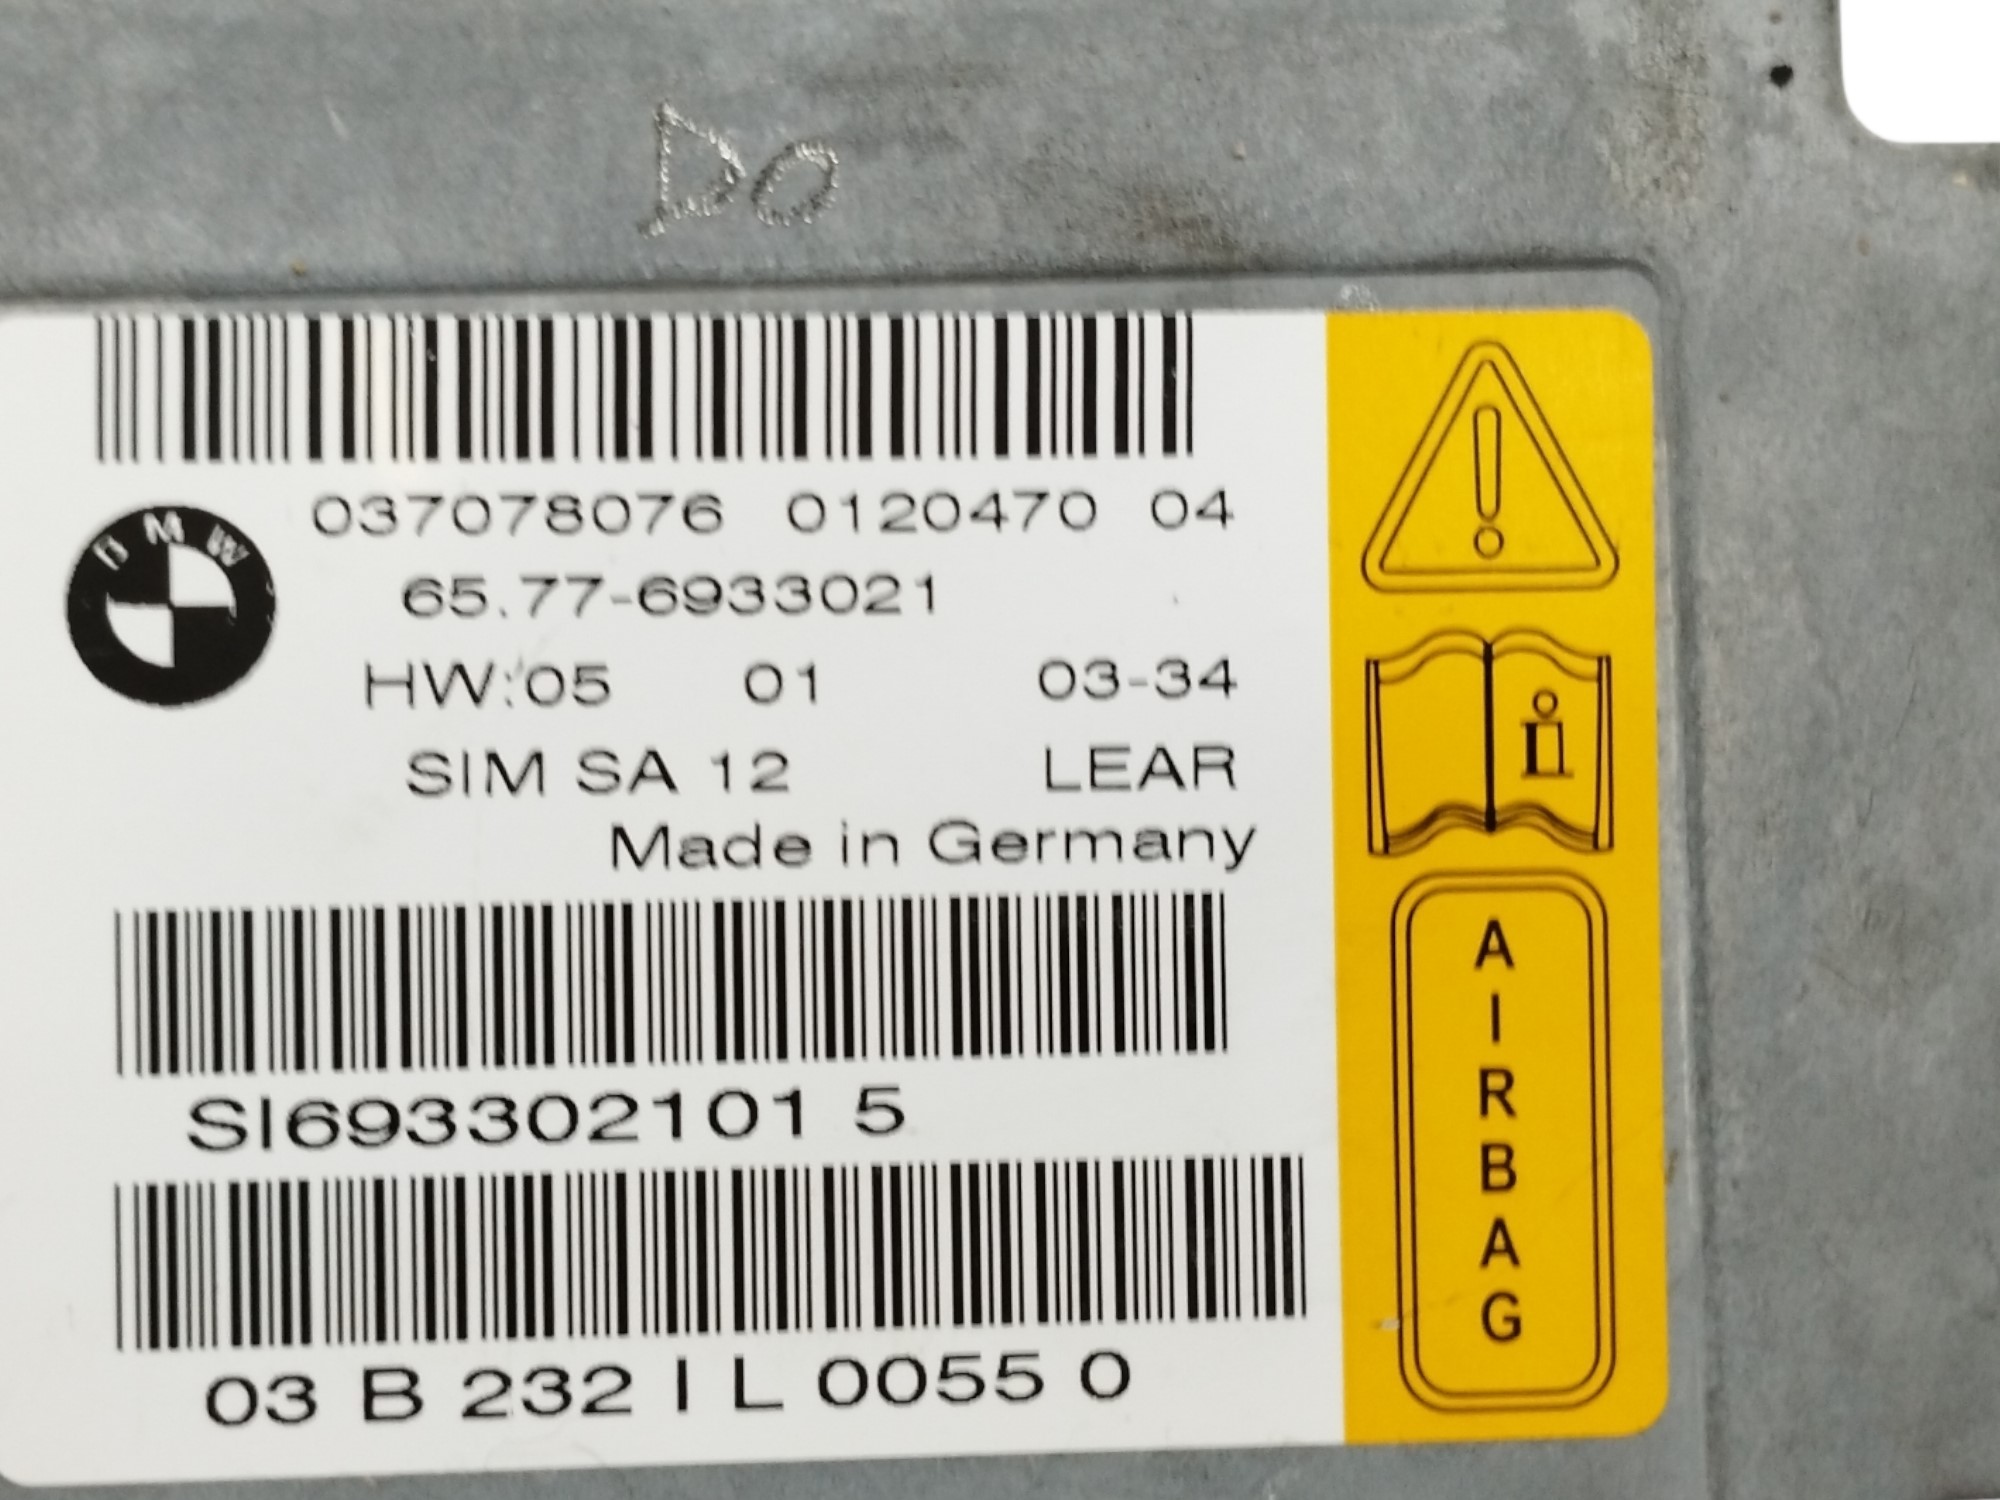 DO
037078076 0120470 04
BMW
65.77-6933021
HW:05 01 03-34
SIM SA 12 LEAR
Made in Germany
SI693302101 5
03 B 232 I L 0055 0
AIRBAG